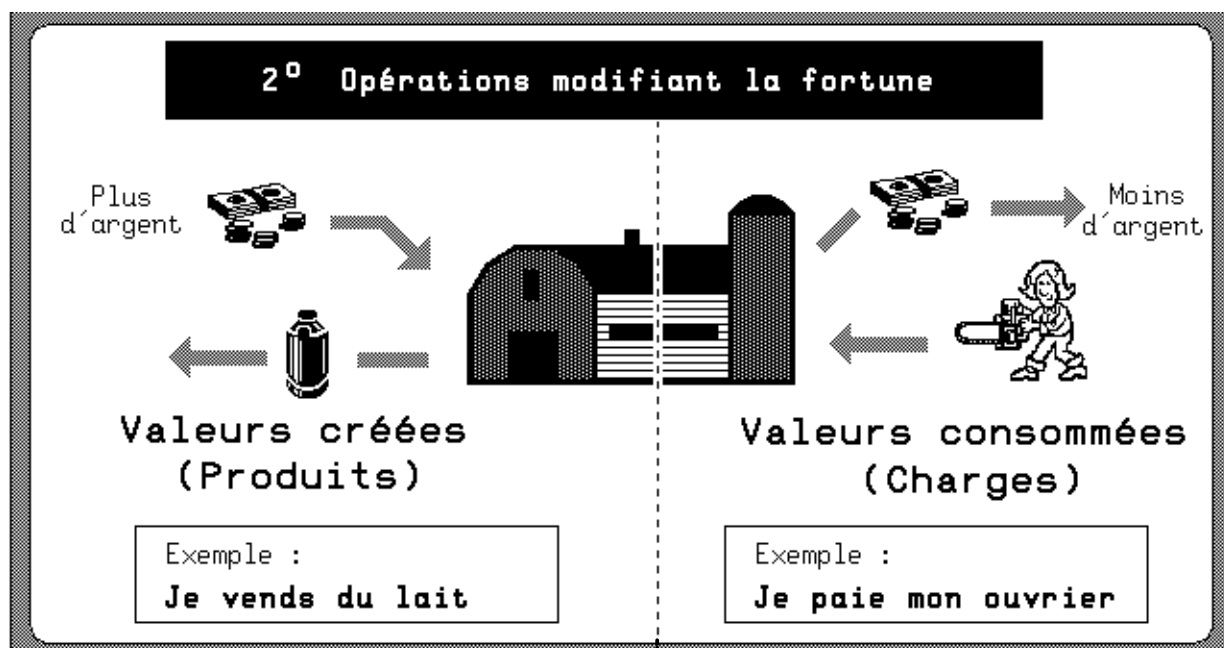 2° Opérations modifiant la fortune
Plus
d'argent
Moins
d'argent
Valeurs créées
(Produits)
Valeurs consommées
(Charges)
Exemple :
Je vends du lait
Exemple :
Je paie mon ouvrier